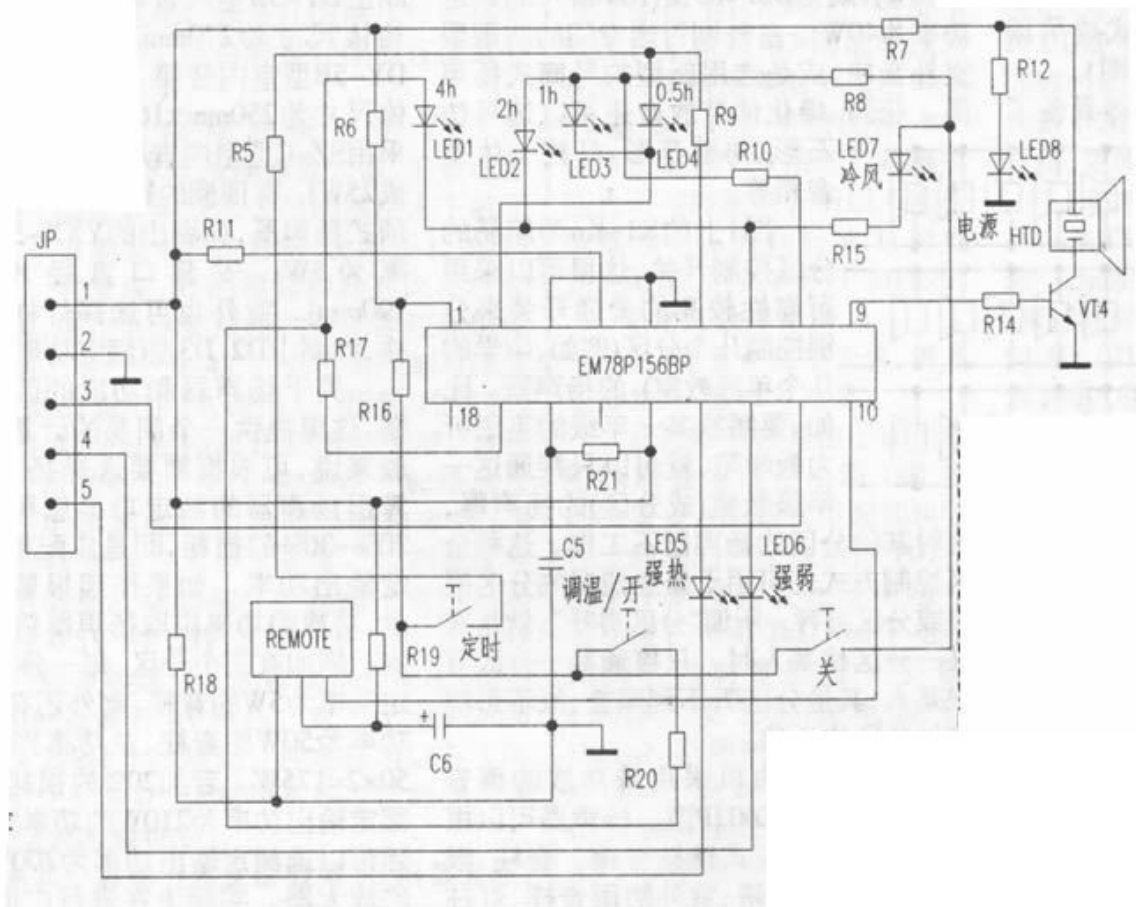 R7
R12
4h
2h
1h
0.5h
R8
R6
R9
R5
LED1
LED2
LED3
LED4
R10
LED7
冷风
LED8
电源
HTD
JP
R11
R15
1
2
3
4
5
1
9
R14
VT4
R17
R16
EM78P156BP
18
10
R21
C5
LED5
强热
LED6
强弱
调温/开
REMOTE
R19
定时
关
R18
C6
+
R20